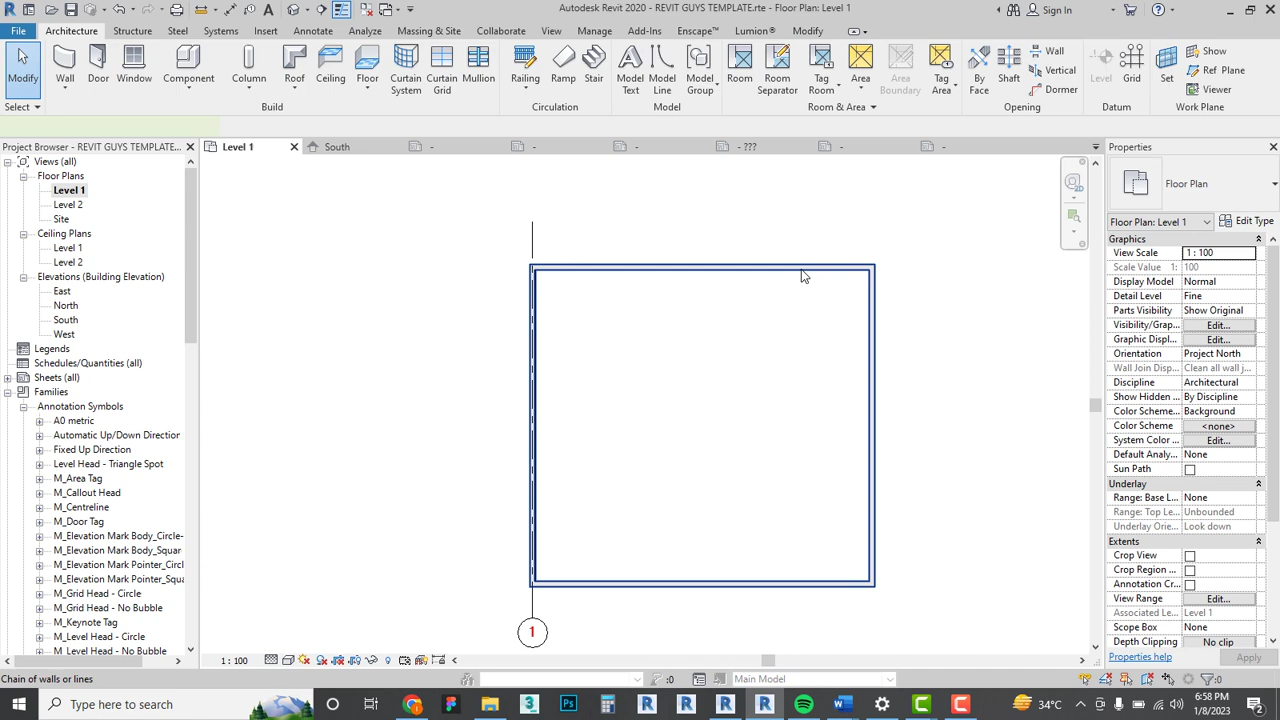 Autodesk Revit 2020 - REVIT GUYS TEMPLATE.rte - Floor Plan: Level 1
Sign In
File Architecture Structure Steel Systems Insert Annotate Analyze Massing & Site Collaborate View Manage Add-Ins Enscape™ Lumion® Modify
Modify Wall Door Window Component Column Roof Ceiling Floor Curtain System Curtain Grid Mullion Railing Ramp Stair Model Text Model Line Model Group Room Room Separator Tag Room Area Area Boundary Tag Area By Face Shaft Wall Vertical Dormer Level Grid Set Show Ref Plane Viewer
Select Build Circulation Model Room & Area Opening Datum Work Plane
Project Browser - REVIT GUYS TEMPLATE...
Level 1 South - - - - ??? - -
Properties
Views (all)
Floor Plans
Level 1
Level 2
Site
Ceiling Plans
Level 1
Level 2
Elevations (Building Elevation)
East
North
South
West
Legends
Schedules/Quantities (all)
Sheets (all)
Families
Annotation Symbols
A0 metric
Automatic Up/Down Direction
Fixed Up Direction
Level Head - Triangle Spot
M_Area Tag
M_Callout Head
M_Centreline
M_Door Tag
M_Elevation Mark Body_Circle-
M_Elevation Mark Body_Square
M_Elevation Mark Pointer_Circ
M_Elevation Mark Pointer_Squa
M_Grid Head - Circle
M_Grid Head - No Bubble
M_Keynote Tag
M_Level Head - Circle
M_Level Head - No Bubble
1
Floor Plan
Floor Plan: Level 1 Edit Type
Graphics
View Scale 1 : 100
Scale Value 1: 100
Display Model Normal
Detail Level Fine
Parts Visibility Show Original
Visibility/Grap... Edit...
Graphic Displ... Edit...
Orientation Project North
Wall Join Disp... Clean all wall j...
Discipline Architectural
Show Hidden ... By Discipline
Color Scheme... Background
Color Scheme <none>
System Color ... Edit...
Default Analy... None
Sun Path
Underlay
Range: Base L... None
Range: Top Le... Unbounded
Underlay Orie... Look down
Extents
Crop View
Crop Region ...
Annotation Cr...
View Range Edit...
Associated Le... Level 1
Scope Box None
Depth Clipping No clip
Properties help Apply
1 : 100
Chain of walls or lines :0 Main Model :0
Type here to search 34°C 6:58 PM
1/8/2023